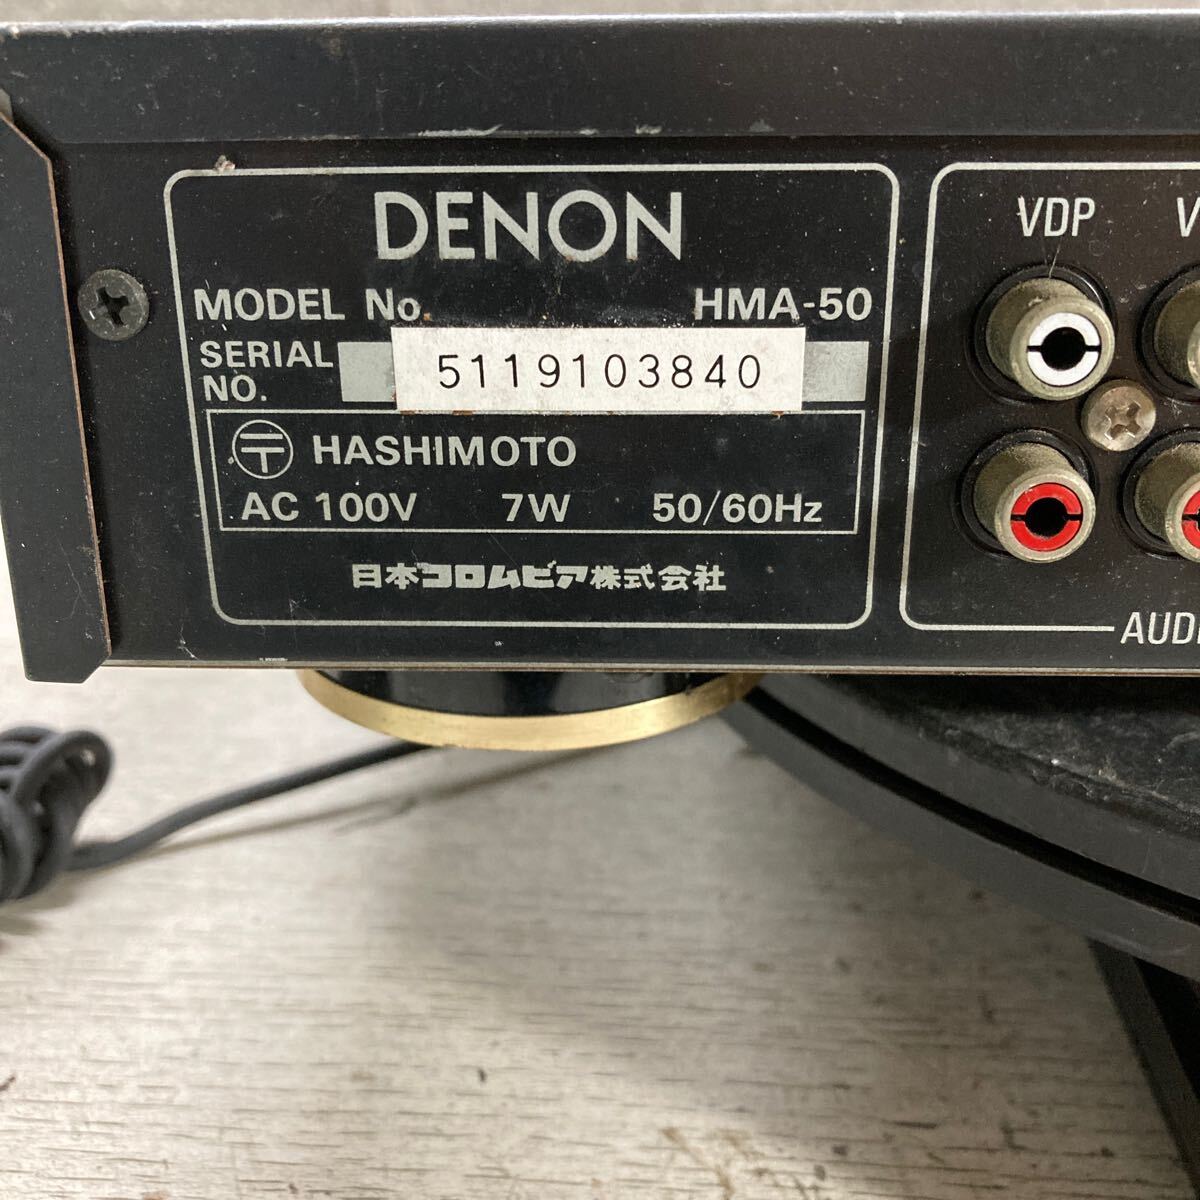 DENON
MODEL No. HMA-50
SERIAL NO. 5119103840
〒 HASHIMOTO
AC 100V 7W 50/60Hz
日本コロムビア株式会社
VDP V
AUD